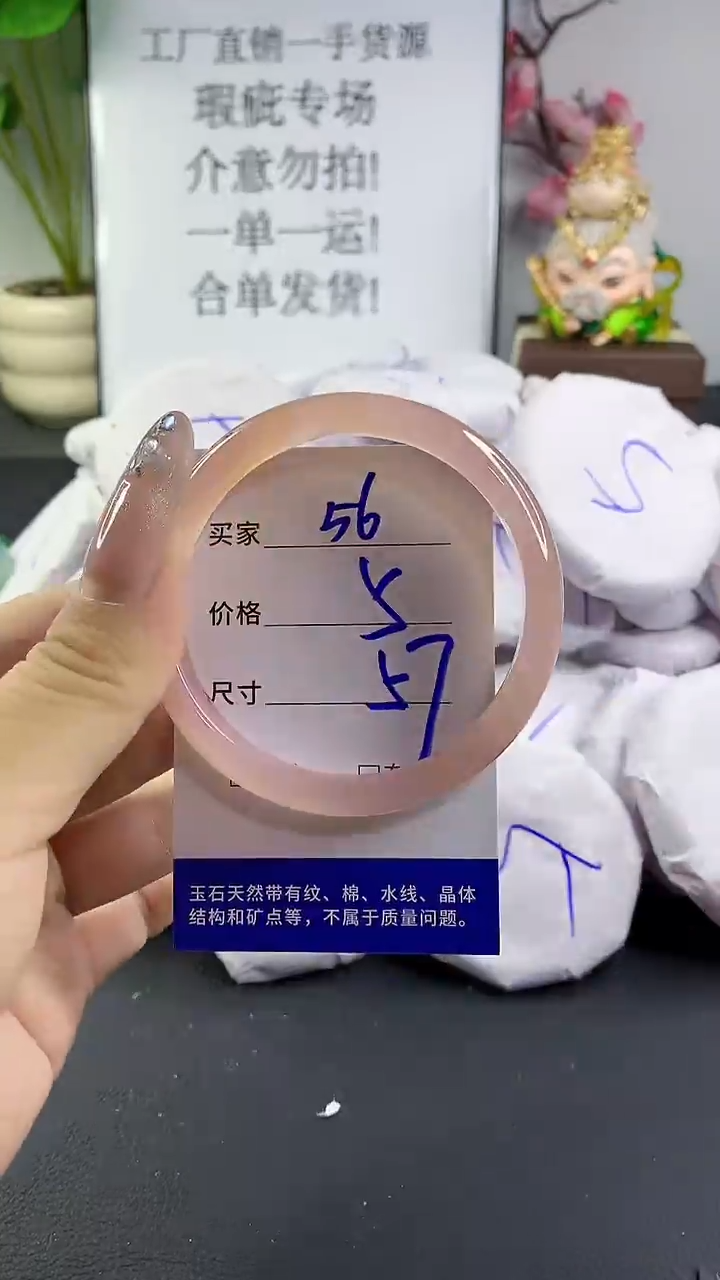 工厂直销一手货源
瑕疵专场
介意勿拍!
一单一运!
合单发货!
买家 56
价格
尺寸 57
玉石天然带有纹、棉、水线、晶体
结构和矿点等，不属于质量问题。